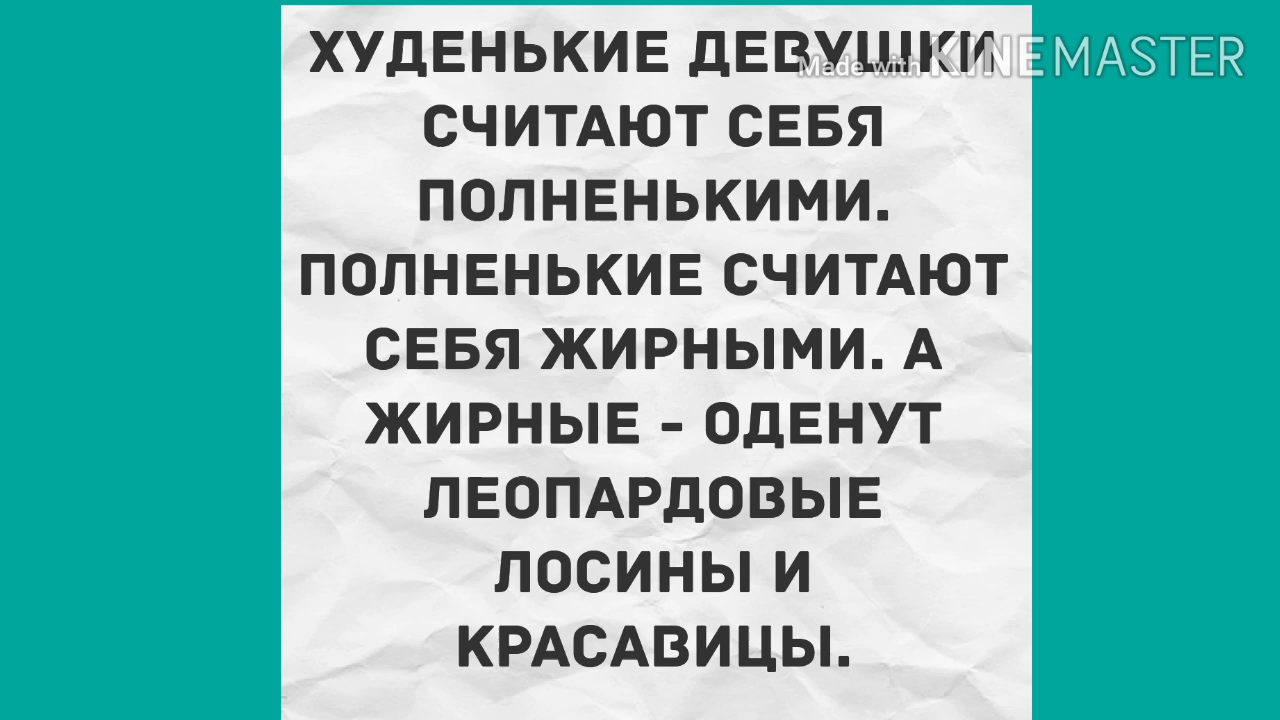 ХУДЕНЬКИЕ ДЕВУШКИ
Made with KINEMASTER
СЧИТАЮТ СЕБЯ
ПОЛНЕНЬКИМИ.
ПОЛНЕНЬКИЕ СЧИТАЮТ
СЕБЯ ЖИРНЫМИ. А
ЖИРНЫЕ - ОДЕНУТ
ЛЕОПАРДОВЫЕ
ЛОСИНЫ И
КРАСАВИЦЫ.